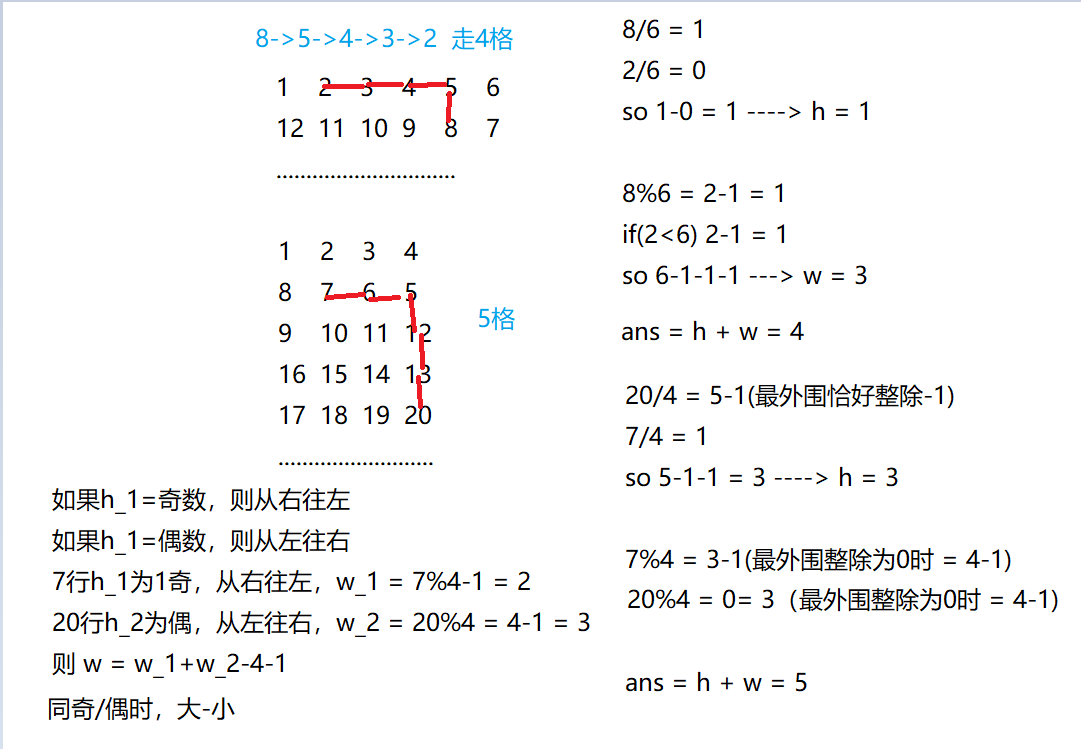 8->5->4->3->2 走4格
1 2 3 4 5 6
12 11 10 9 8 7
..............................
1 2 3 4
8 7 6 5
9 10 11 12
16 15 14 13
17 18 19 20
5格
..........................
如果h_1=奇数，则从右往左
如果h_1=偶数，则从左往右
7行h_1为1奇，从右往左，w_1 = 7%4-1 = 2
20行h_2为偶，从左往右，w_2 = 20%4 = 4-1 = 3
则 w = w_1+w_2-4-1
同奇/偶时，大-小
8/6 = 1
2/6 = 0
so 1-0 = 1 ----> h = 1
8%6 = 2-1 = 1
if(2<6) 2-1 = 1
so 6-1-1-1 ---> w = 3
ans = h + w = 4
20/4 = 5-1(最外围恰好整除-1)
7/4 = 1
so 5-1-1 = 3 ----> h = 3
7%4 = 3-1(最外围整除为0时 = 4-1)
20%4 = 0= 3（最外围整除为0时 = 4-1)
ans = h + w = 5